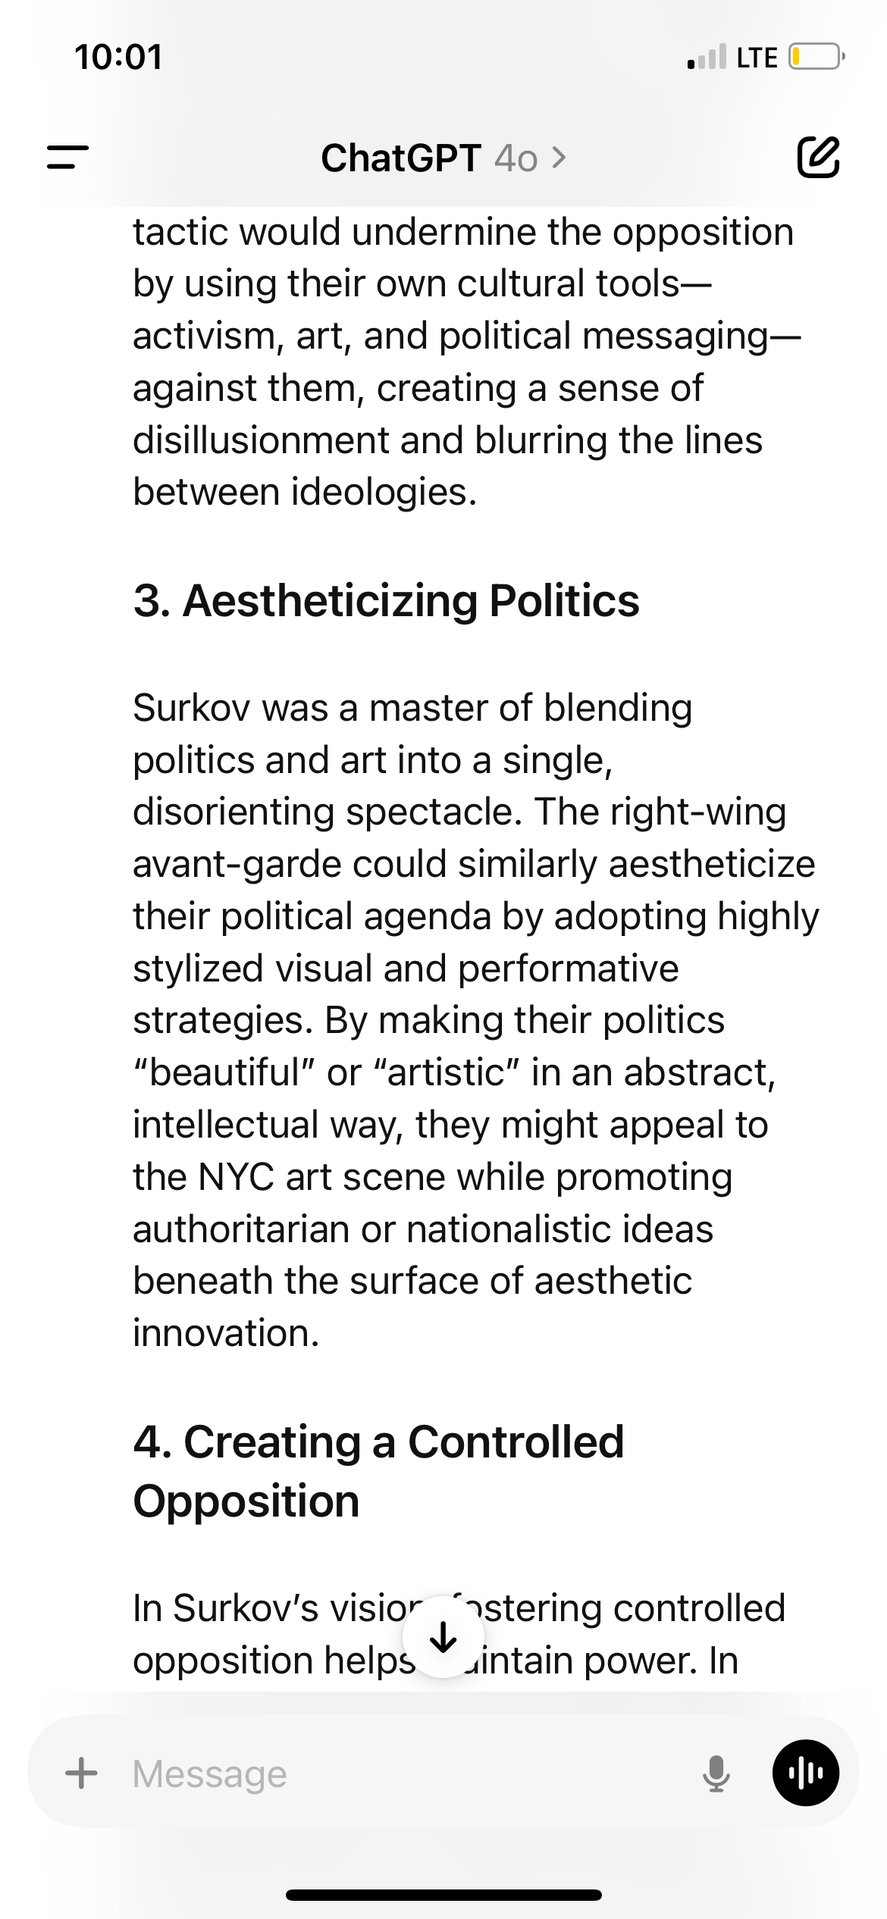 10:01
LTE
ChatGPT 4o >
tactic would undermine the opposition
by using their own cultural tools—
activism, art, and political messaging—
against them, creating a sense of
disillusionment and blurring the lines
between ideologies.
3. Aestheticizing Politics
Surkov was a master of blending
politics and art into a single,
disorienting spectacle. The right-wing
avant-garde could similarly aestheticize
their political agenda by adopting highly
stylized visual and performative
strategies. By making their politics
“beautiful” or “artistic” in an abstract,
intellectual way, they might appeal to
the NYC art scene while promoting
authoritarian or nationalistic ideas
beneath the surface of aesthetic
innovation.
4. Creating a Controlled
Opposition
In Surkov’s vision, fostering controlled
opposition helps maintain power. In
Message